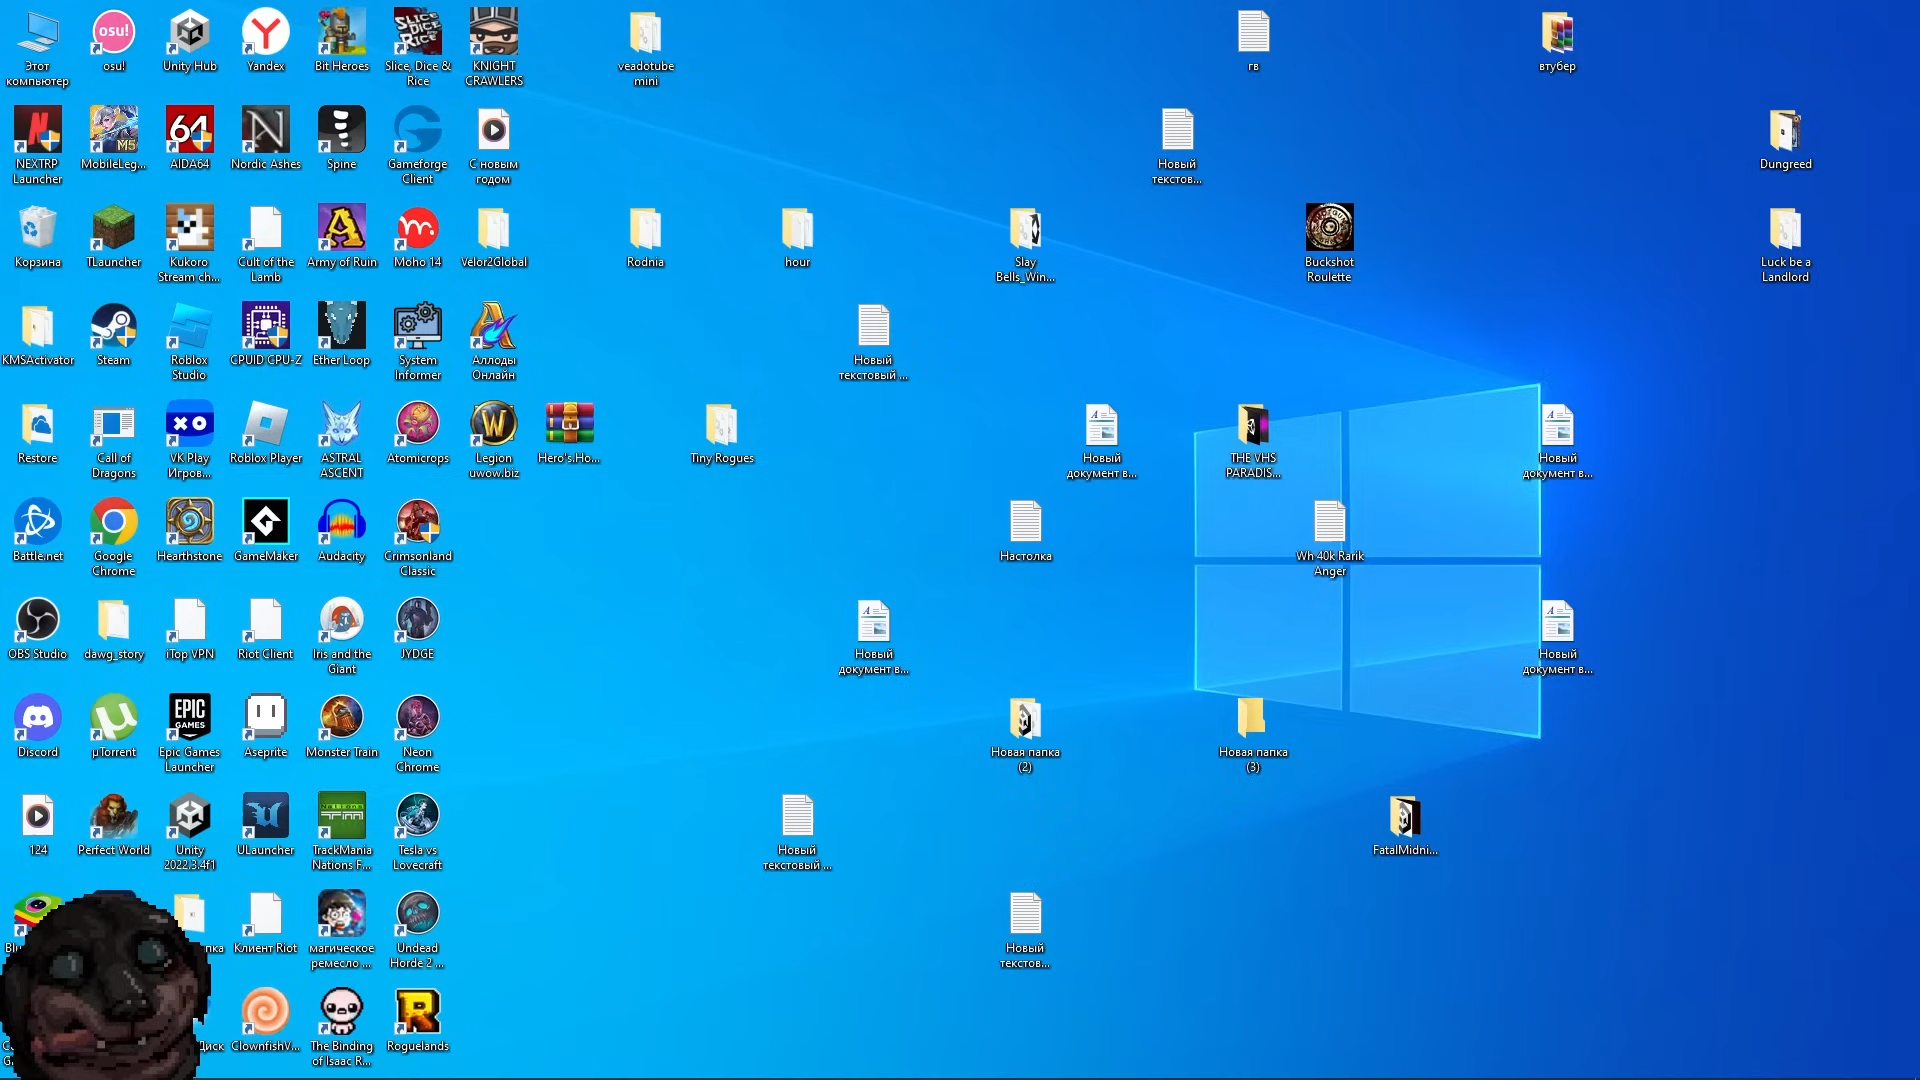 Этот
компьютер
osu!
Unity Hub
Yandex
Bit Heroes
Slice, Dice &
Rice
KNIGHT
CRAWLERS
veadotube
mini
гв
втубер
NEXTRP
Launcher
MobileLeg...
AIDA64
Nordic Ashes
Spine
Gameforge
Client
С новым
годом
Новый
текстов...
Dungreed
Корзина
TLauncher
Kukoro
Stream ch...
Cult of the
Lamb
Army of Ruin
Moho 14
Velor2Global
Rodnia
hour
Slay
Bells_Win...
Buckshot
Roulette
Luck be a
Landlord
KMSActivator
Steam
Roblox
Studio
CPUID CPU-Z
Ether Loop
System
Informer
Аллоды
Онлайн
Новый
текстовый ...
Restore
Call of
Dragons
VK Play
Игров...
Roblox Player
ASTRAL
ASCENT
Atomicrops
Legion
uwow.biz
Hero's.Ho...
Tiny Rogues
Новый
документ в...
THE VHS
PARADIS...
Новый
документ в...
Battle.net
Google
Chrome
Hearthstone
GameMaker
Audacity
Crimsonland
Classic
Настолка
Wh 40k Rarik
Anger
OBS Studio
dawg_story
iTop VPN
Riot Client
Iris and the
Giant
JYDGE
Новый
документ в...
Новый
документ в...
Discord
µTorrent
Epic Games
Launcher
Aseprite
Monster Train
Neon
Chrome
Новая папка
(2)
Новая папка
(3)
124
Perfect World
Unity
2022.3.4f1
ULauncher
TrackMania
Nations F...
Tesla vs
Lovecraft
Новый
текстовый ...
FatalMidni...
Клиент Riot
магическое
ремесло ...
Undead
Horde 2 ...
Новый
текстов...
Диск
ClownfishV...
The Binding
of Isaac R...
Roguelands